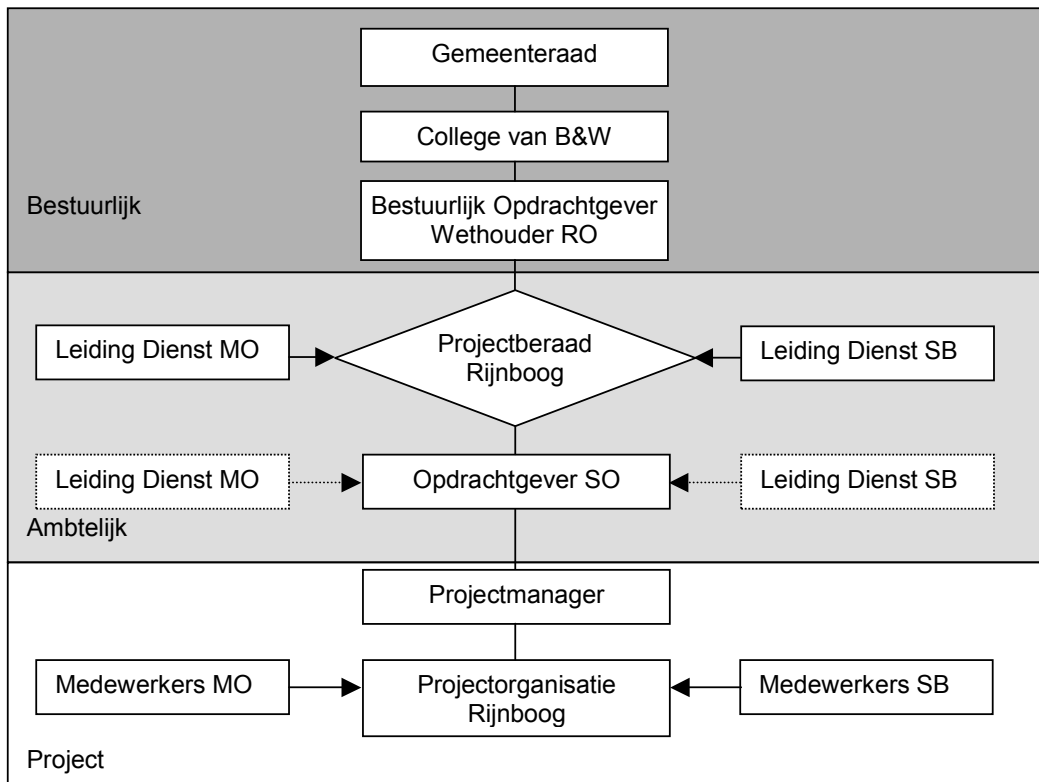 Gemeenteraad
College van B&W
Bestuurlijk
Bestuurlijk Opdrachtgever
Wethouder RO
Leiding Dienst MO
Projectberaad
Rijnboog
Leiding Dienst SB
Leiding Dienst MO
Opdrachtgever SO
Leiding Dienst SB
Ambtelijk
Projectmanager
Medewerkers MO
Projectorganisatie
Rijnboog
Medewerkers SB
Project